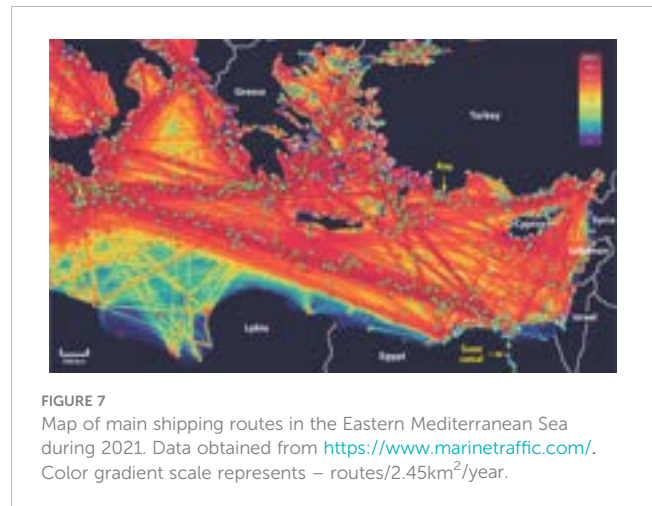 Greece
Turkey
Kaş
Cyprus
Syria
Lebanon
Israel
Lybia
Egypt
Suez
canal
FIGURE 7
Map of main shipping routes in the Eastern Mediterranean Sea
during 2021. Data obtained from https://www.marinetraffic.com/.
Color gradient scale represents – routes/2.45km²/year.